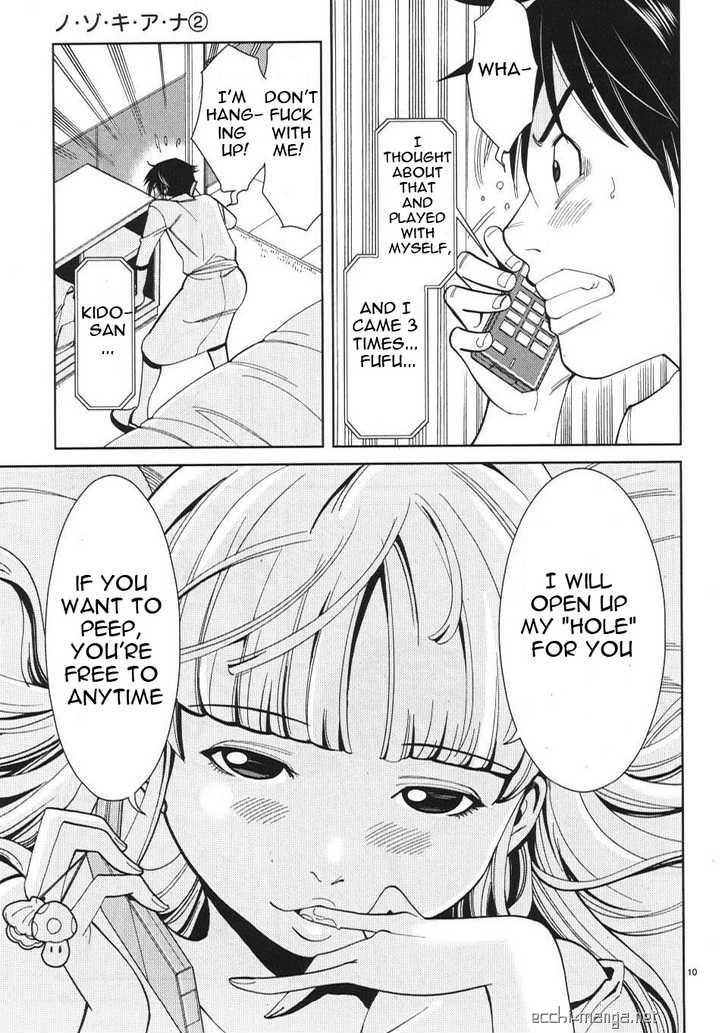 ノ・ゾ・キ・ア・ナ②
WHA-
I
THOUGHT
ABOUT
THAT AND
PLAYED
WITH
MYSELF,
AND I
CAME 3
TIMES...
FUFU...
DON'T
FUCK
WITH
ME!
I'M
HANG-
ING
UP!
KIDO-
SAN
...
I WILL
OPEN UP
MY "HOLE"
FOR YOU
IF YOU
WANT TO
PEEP,
YOU'RE
FREE TO
ANYTIME
10
ecchi-manga.net